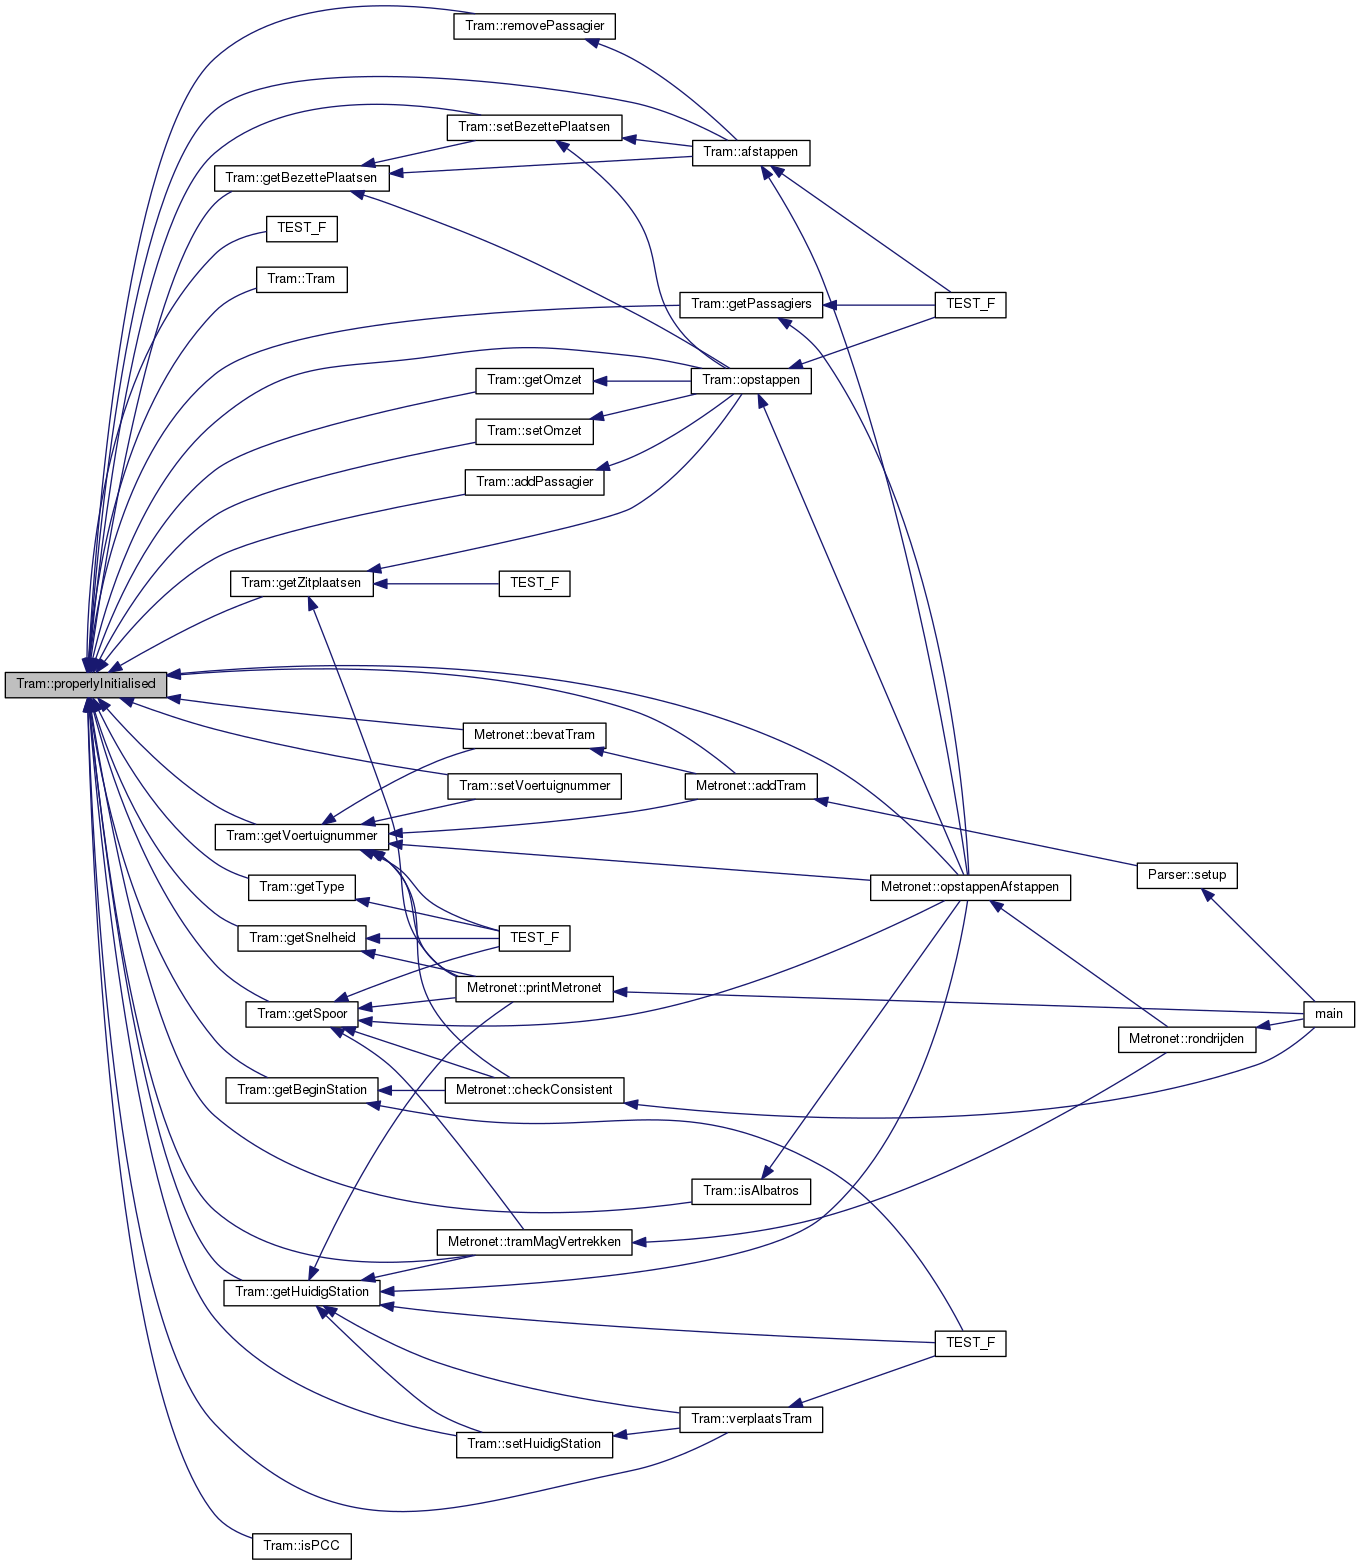 Tram::removePassagier
Tram::setBezettePlaatsen
Tram::afstappen
Tram::getBezettePlaatsen
TEST_F
Tram::Tram
Tram::getPassagiers
TEST_F
Tram::getOmzet
Tram::opstappen
Tram::setOmzet
Tram::addPassagier
Tram::getZitplaatsen
TEST_F
Tram::properlyInitialised
Metronet::bevatTram
Tram::setVoertuignummer
Metronet::addTram
Tram::getVoertuignummer
Parser::setup
Tram::getType
Metronet::opstappenAfstappen
Tram::getSnelheid
TEST_F
Metronet::printMetronet
Tram::getSpoor
main
Metronet::rondrijden
Tram::getBeginStation
Metronet::checkConsistent
Tram::isAlbatros
Metronet::tramMagVertrekken
Tram::getHuidigStation
TEST_F
Tram::verplaatsTram
Tram::setHuidigStation
Tram::isPCC